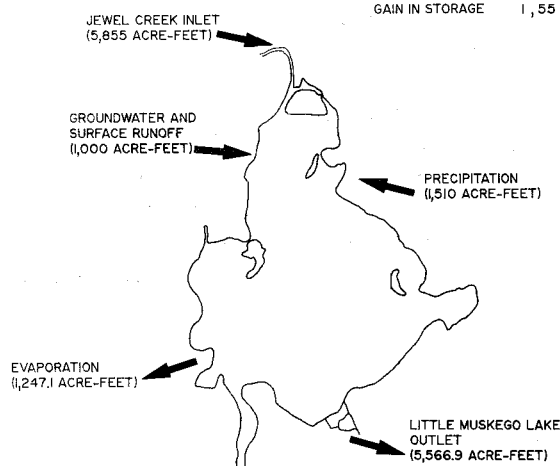 JEWEL CREEK INLET
(5,855 ACRE-FEET)
GAIN IN STORAGE 1,55
GROUNDWATER AND
SURFACE RUNOFF
(1,000 ACRE-FEET)
PRECIPITATION
(1,510 ACRE-FEET)
EVAPORATION
(1,247.1 ACRE-FEET)
LITTLE MUSKEGO LAKE
OUTLET
(5,566.9 ACRE-FEET)